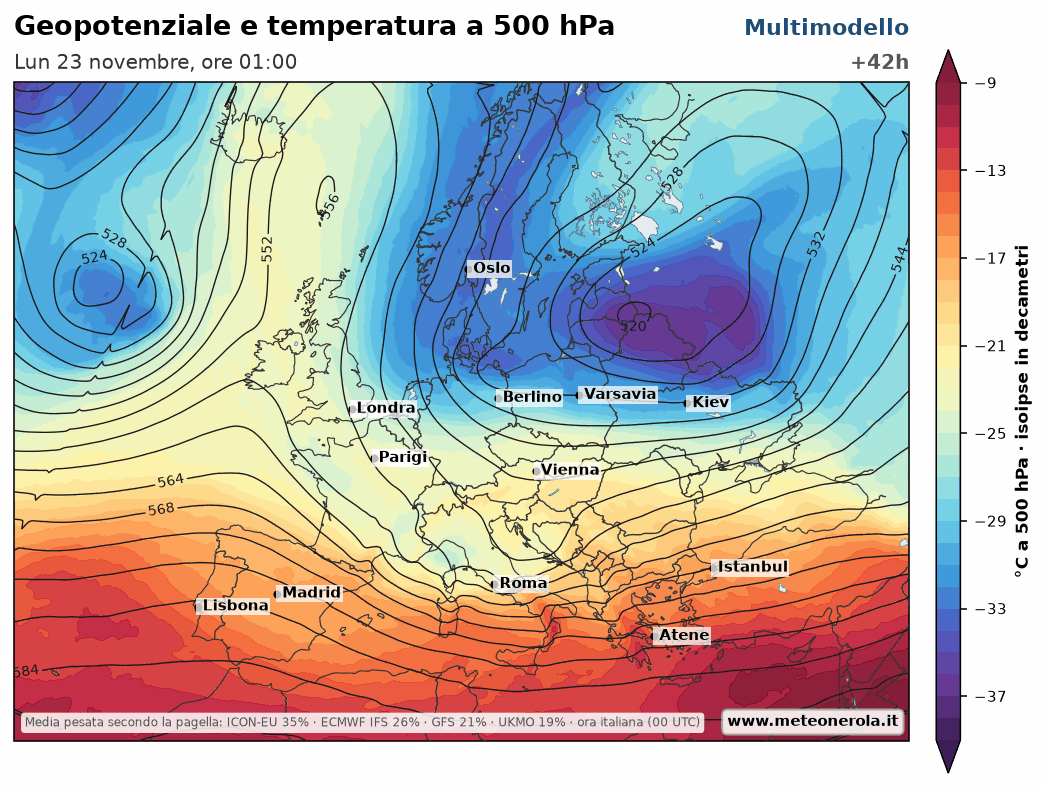 Geopotenziale e temperatura a 500 hPa
Multimodello
Lun 23 novembre, ore 01:00
+42h
−9
−13
−17
−21
−25
−29
−33
−37
°C a 500 hPa · isoipse in decametri
528
524
552
556
528
524
520
532
544
564
568
584
Oslo
Londra
Berlino
Varsavia
Kiev
Parigi
Vienna
Roma
Istanbul
Madrid
Lisbona
Atene
Media pesata secondo la pagella: ICON-EU 35% · ECMWF IFS 26% · GFS 21% · UKMO 19% · ora italiana (00 UTC)
www.meteonerola.it